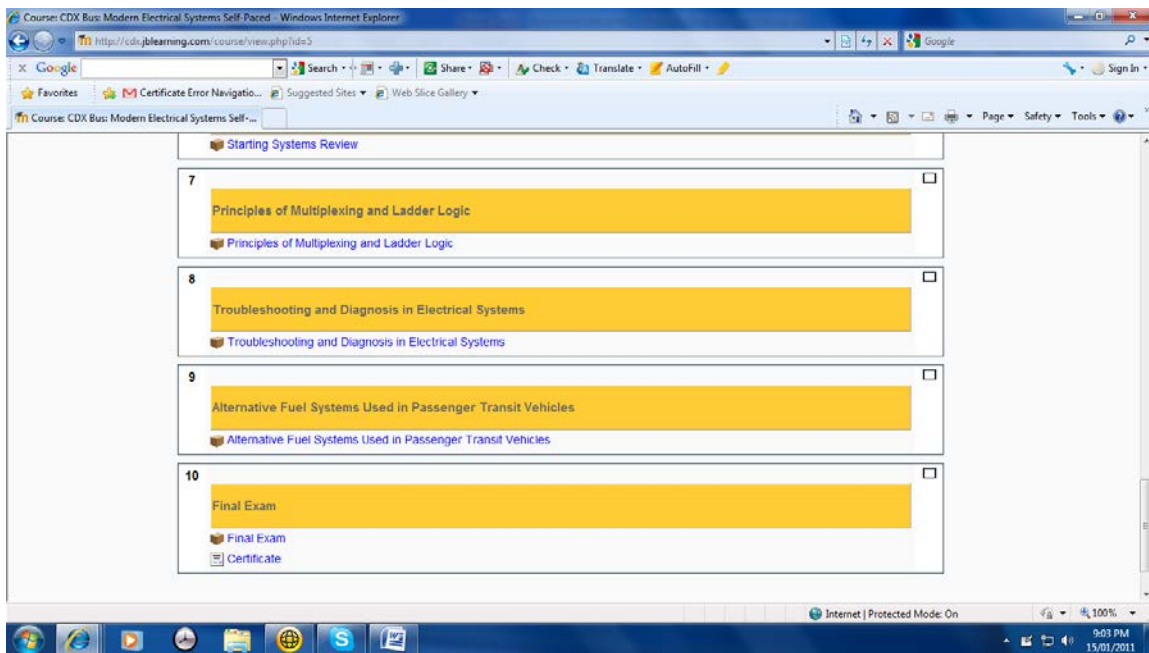 Course: CDX Bus: Modern Electrical Systems Self-Paced - Windows Internet Explorer
http://cdx.jblearning.com/course/view.php?id=5
Google
x Google
Search
Share
Check
Translate
AutoFill
Sign In
Favorites
Certificate Error Navigatio...
Suggested Sites
Web Slice Gallery
Course: CDX Bus: Modern Electrical Systems Self-...
Page
Safety
Tools
Starting Systems Review
7
Principles of Multiplexing and Ladder Logic
Principles of Multiplexing and Ladder Logic
8
Troubleshooting and Diagnosis in Electrical Systems
Troubleshooting and Diagnosis in Electrical Systems
9
Alternative Fuel Systems Used in Passenger Transit Vehicles
Alternative Fuel Systems Used in Passenger Transit Vehicles
10
Final Exam
Final Exam
Certificate
Internet | Protected Mode: On
100%
9:03 PM
15/01/2011